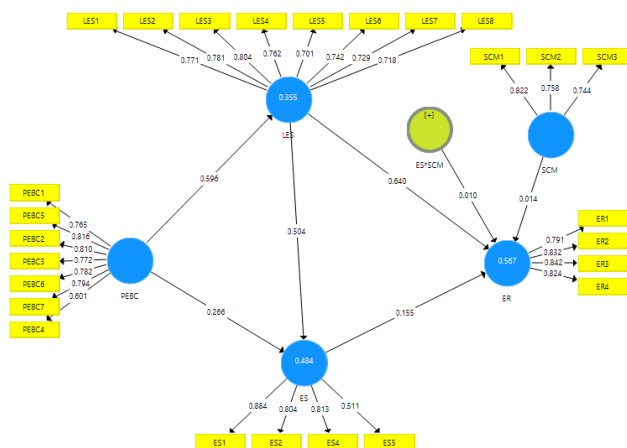 LES1 LES2 LES3 LES4 LES5 LES6 LES7 LES8
SCM1 SCM2 SCM3
0.771 0.781 0.804 0.762 0.701 0.742 0.729 0.718
0.822 0.758 0.744
0.355
LES
[+]
ES*SCM
SCM
0.596
0.640
0.010
0.014
0.504
PEBC1
PEBC5
PEBC2
PEBC3
PEBC6
PEBC7
PEBC4
0.765
0.816
0.810
0.772
0.782
0.794
0.601
PEBC
ER1
ER2
ER3
ER4
0.791
0.832
0.842
0.824
0.567
ER
0.266
0.155
0.484
ES
0.884 0.804 0.813 0.511
ES1 ES2 ES4 ES5